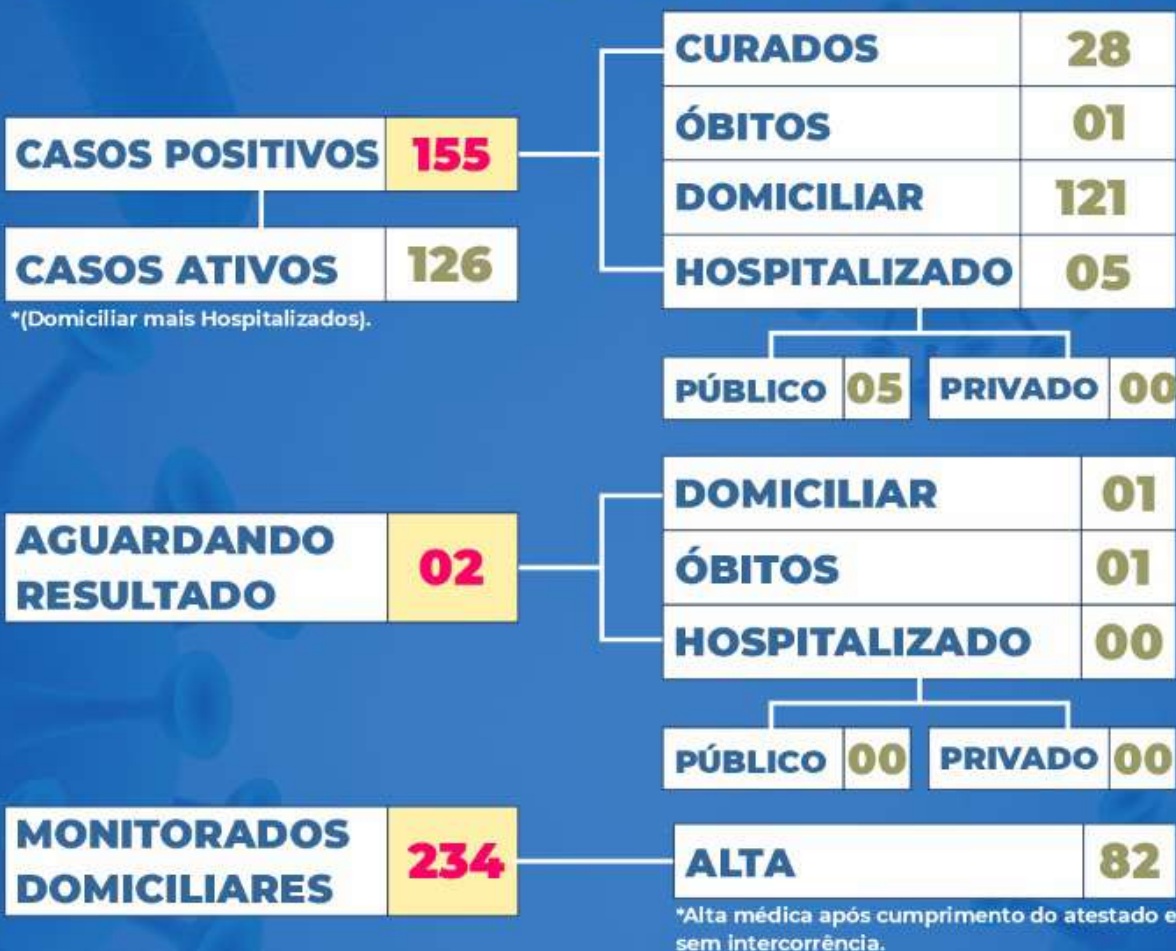 CASOS POSITIVOS 155
CASOS ATIVOS 126
*(Domiciliar mais Hospitalizados).
CURADOS 28
ÓBITOS 01
DOMICILIAR 121
HOSPITALIZADO 05
PÚBLICO 05 PRIVADO 00
AGUARDANDO
RESULTADO 02
DOMICILIAR 01
ÓBITOS 01
HOSPITALIZADO 00
PÚBLICO 00 PRIVADO 00
MONITORADOS
DOMICILIARES 234
ALTA 82
*Alta médica após cumprimento do atestado e
sem intercorrência.